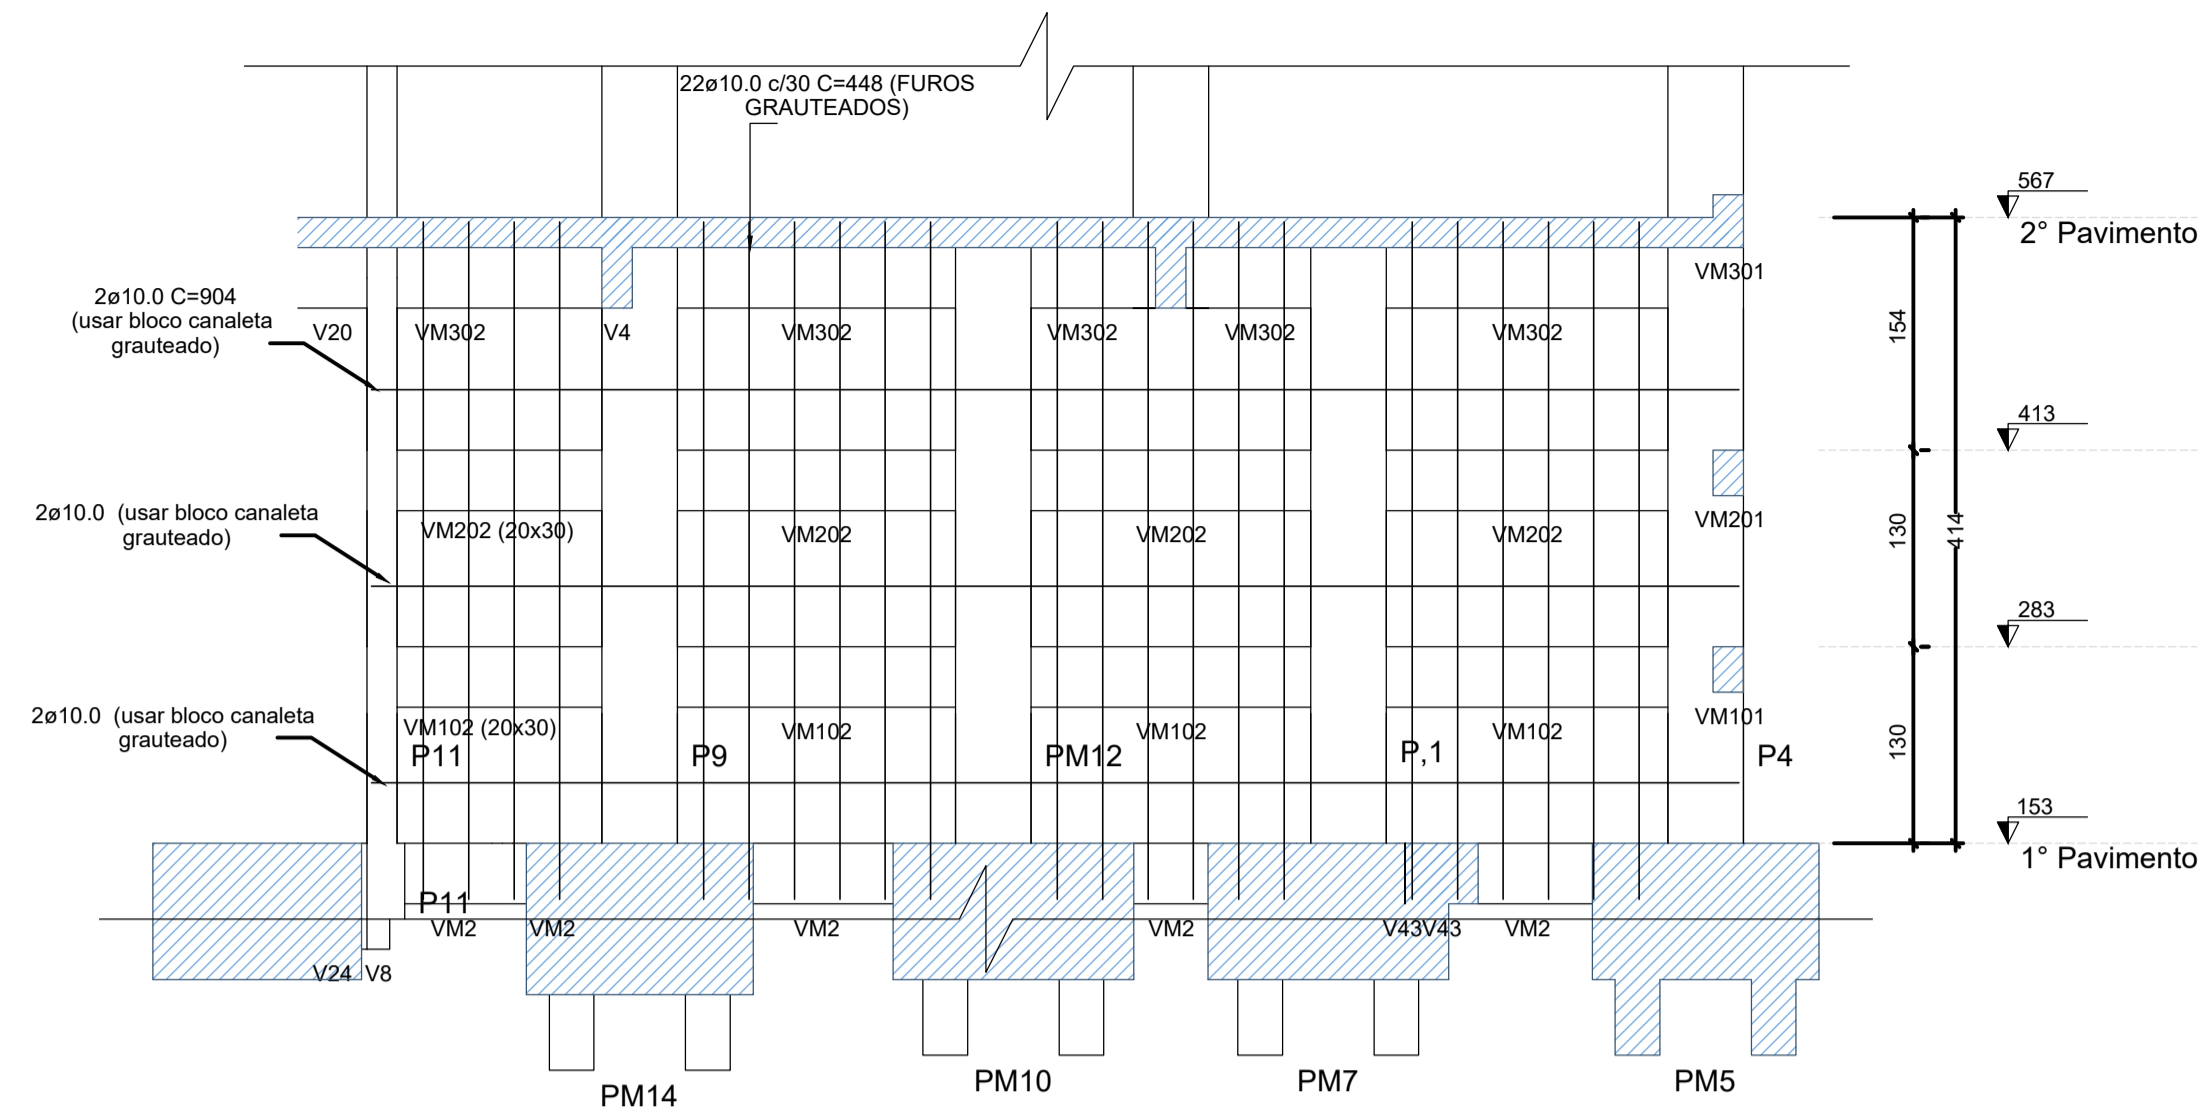 22ø10.0 c/30 C=448 (FUROS
GRAUTEADOS)
567
2° Pavimento
VM301
2ø10.0 C=904
(usar bloco canaleta
grauteado)
V20
VM302
V4
VM302
VM302
VM302
VM302
154
413
2ø10.0 (usar bloco canaleta
grauteado)
VM202 (20x30)
VM202
VM202
VM202
VM201
130
414
283
2ø10.0 (usar bloco canaleta
grauteado)
VM102 (20x30)
VM102
VM102
VM102
VM101
P11
P9
PM12
P,1
P4
130
153
1° Pavimento
P11
VM2
VM2
VM2
VM2
V43
V43
VM2
V24
V8
PM14
PM10
PM7
PM5